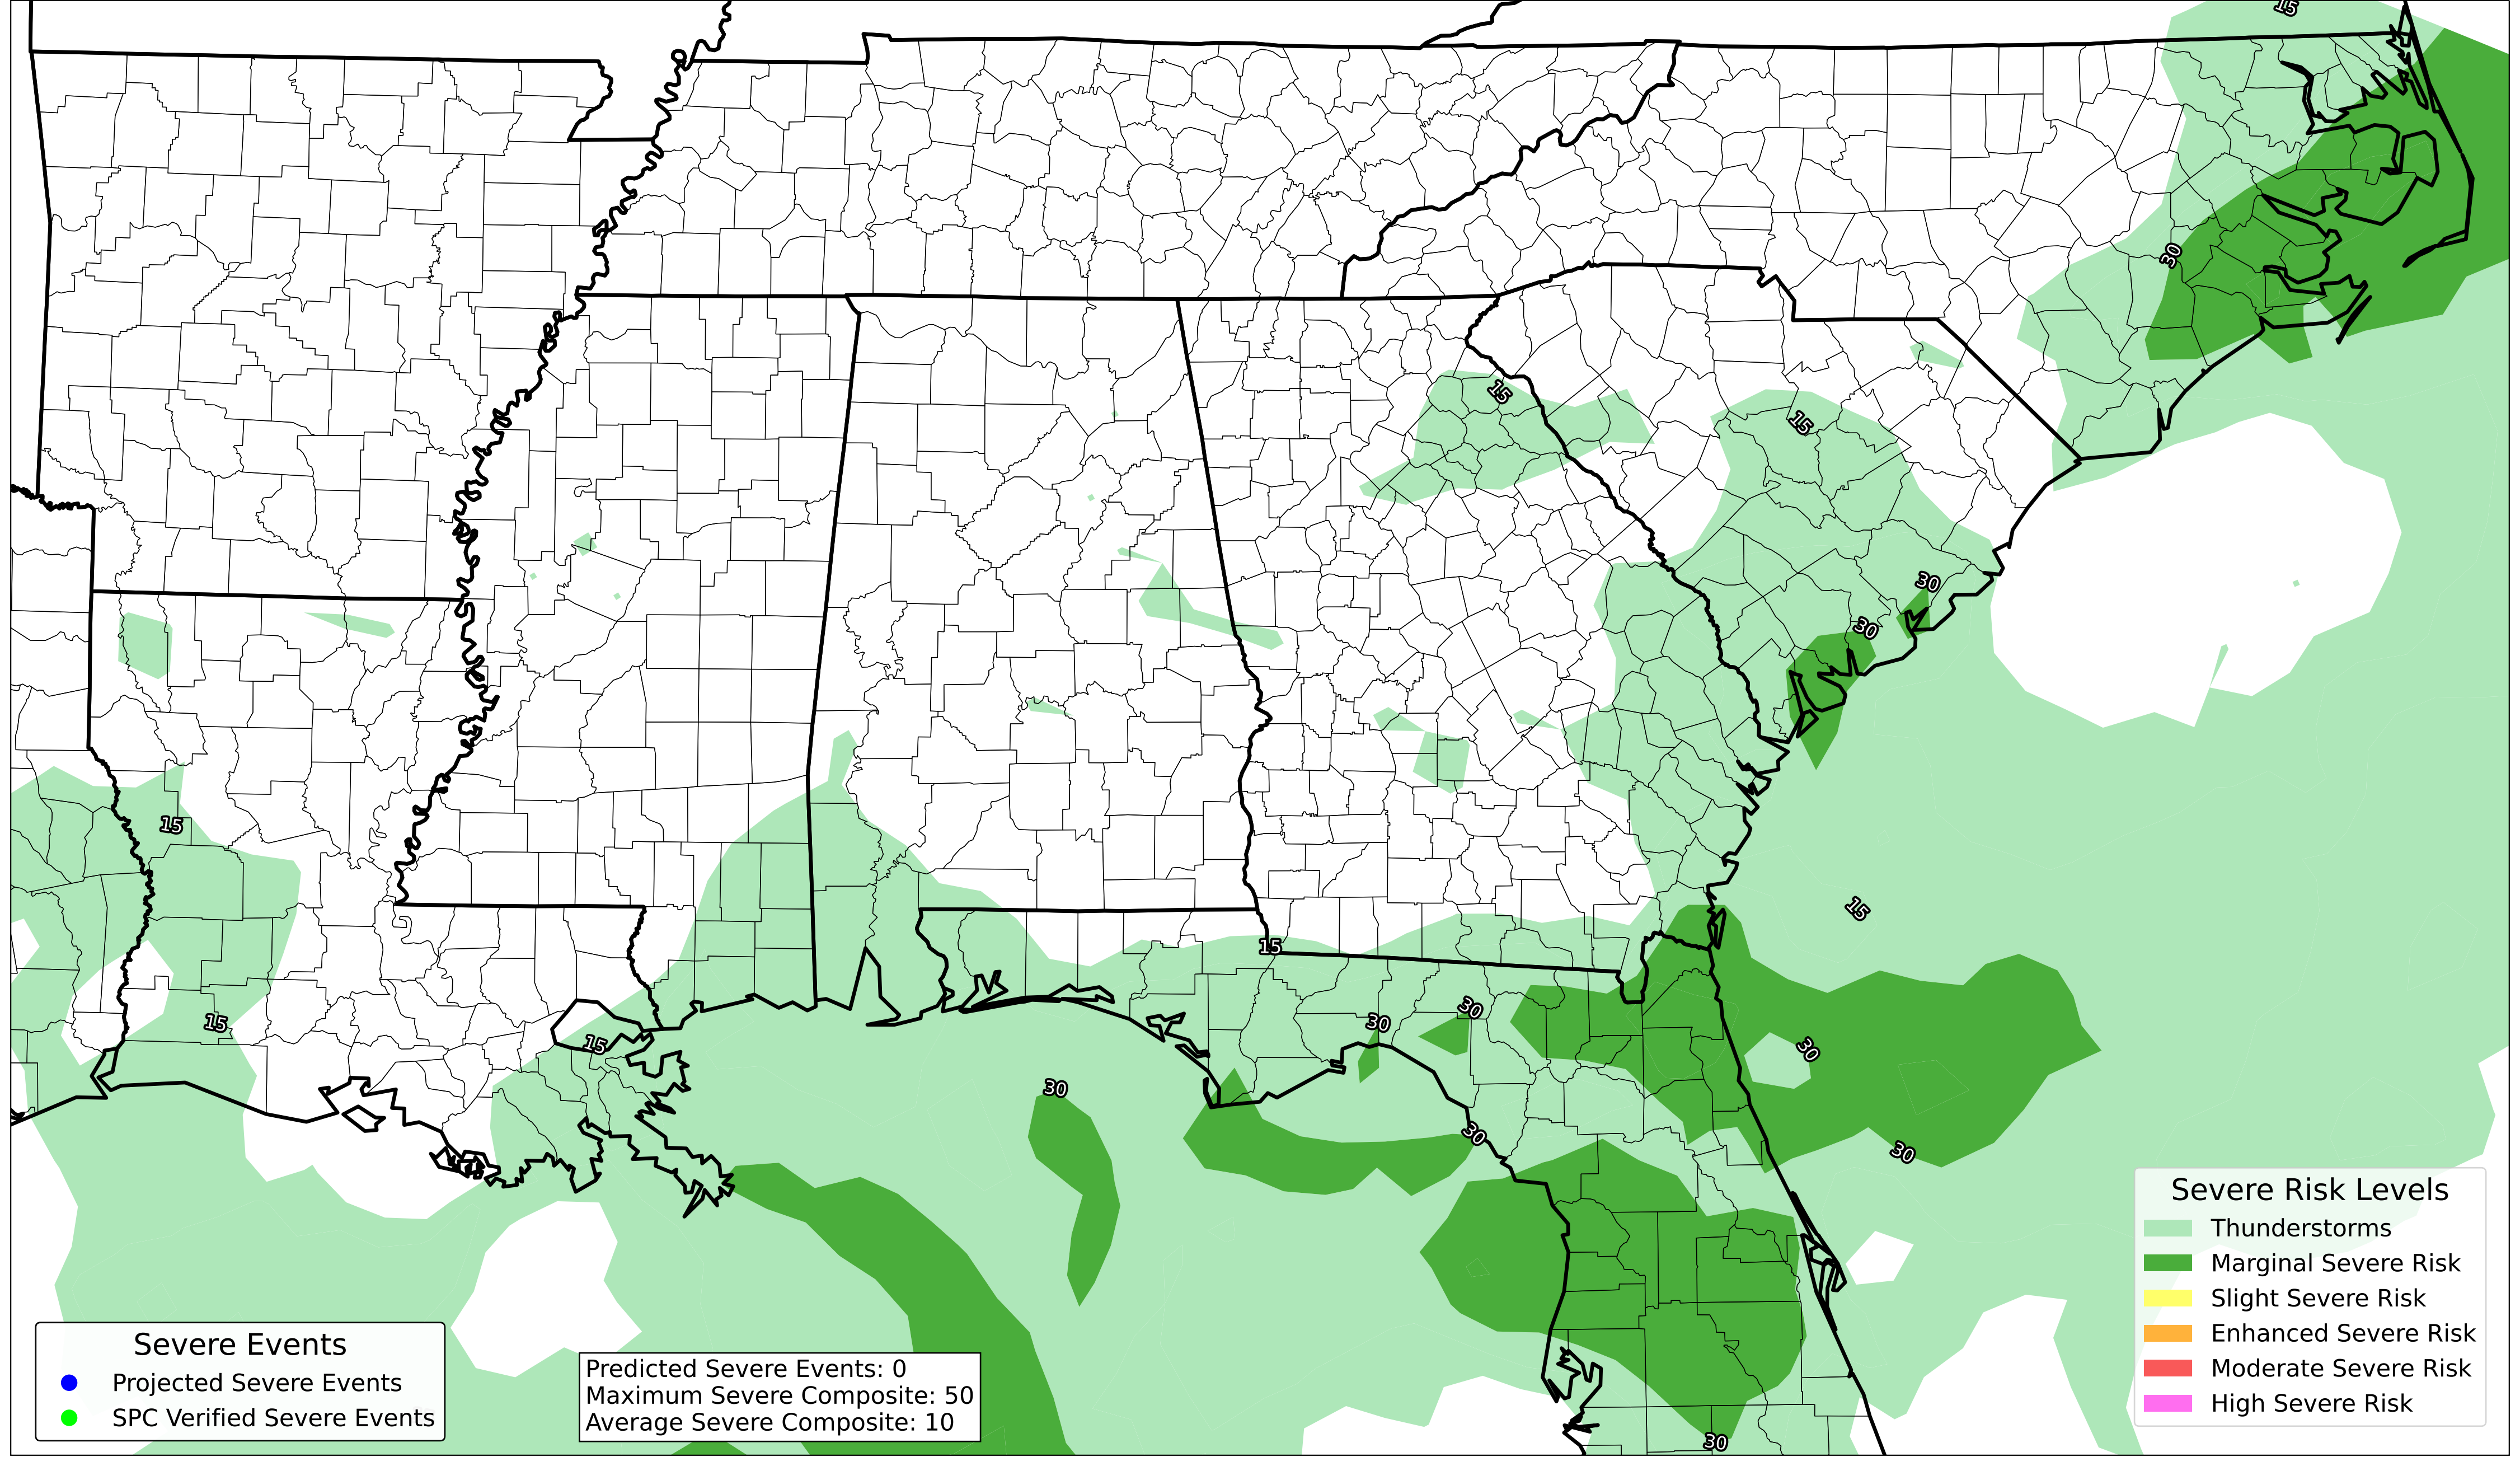 15
30
15
15
30
30
15
15
15
30
30
15
30
15
30
30
30
Severe Risk Levels
Thunderstorms
Marginal Severe Risk
Slight Severe Risk
Enhanced Severe Risk
Moderate Severe Risk
High Severe Risk
Severe Events
Projected Severe Events
SPC Verified Severe Events
Predicted Severe Events: 0
Maximum Severe Composite: 50
Average Severe Composite: 10
30